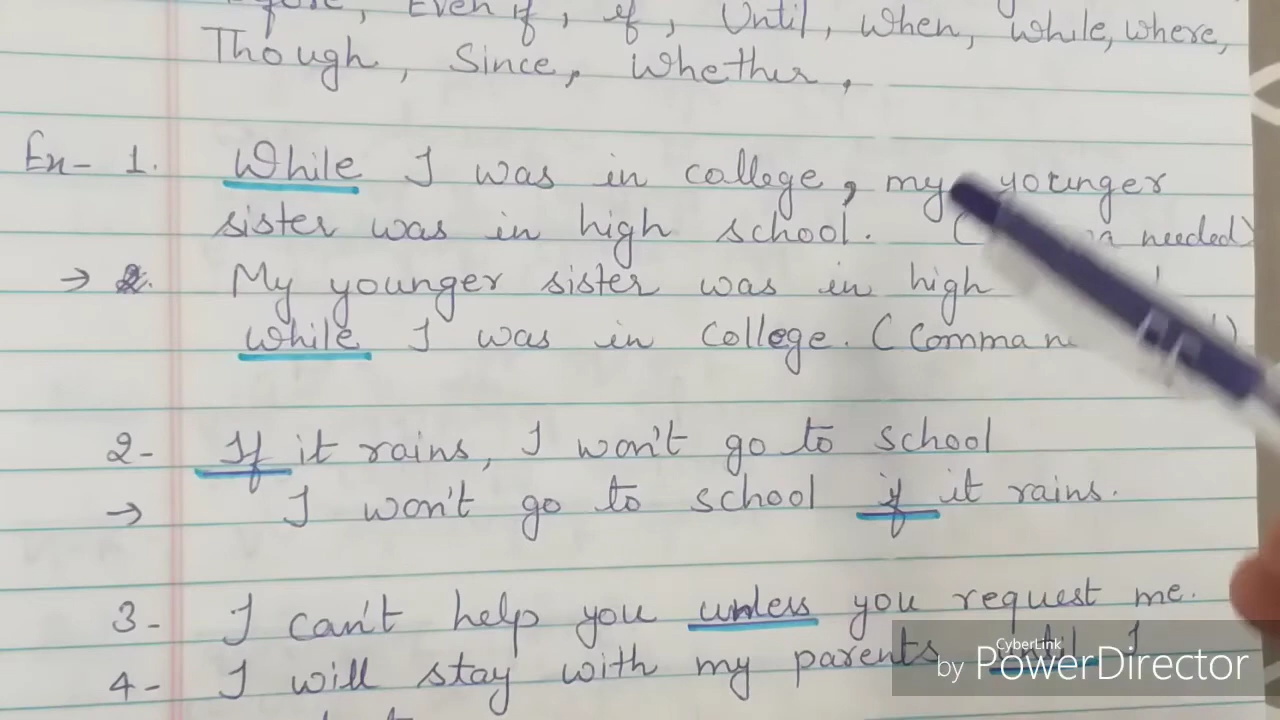 Even if, if, Until, when, while, where,
Though, Since, Whether,
Ex- 1. While I was in college, my younger
sister was in high school. ( needed)
→ 2. My younger sister was in high
while I was in college. (Comma
2- If it rains, I won't go to school
→ I won't go to school if it rains.
3- I can't help you unless you request me.
4- I will stay with my parents until I
CyberLink
by PowerDirector